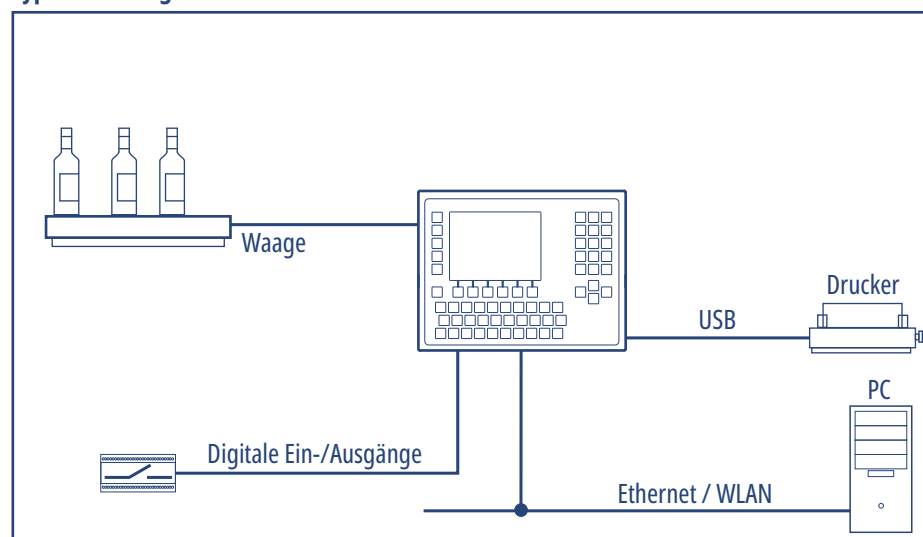 Waage
Drucker
USB
PC
Digitale Ein-/Ausgänge
Ethernet / WLAN